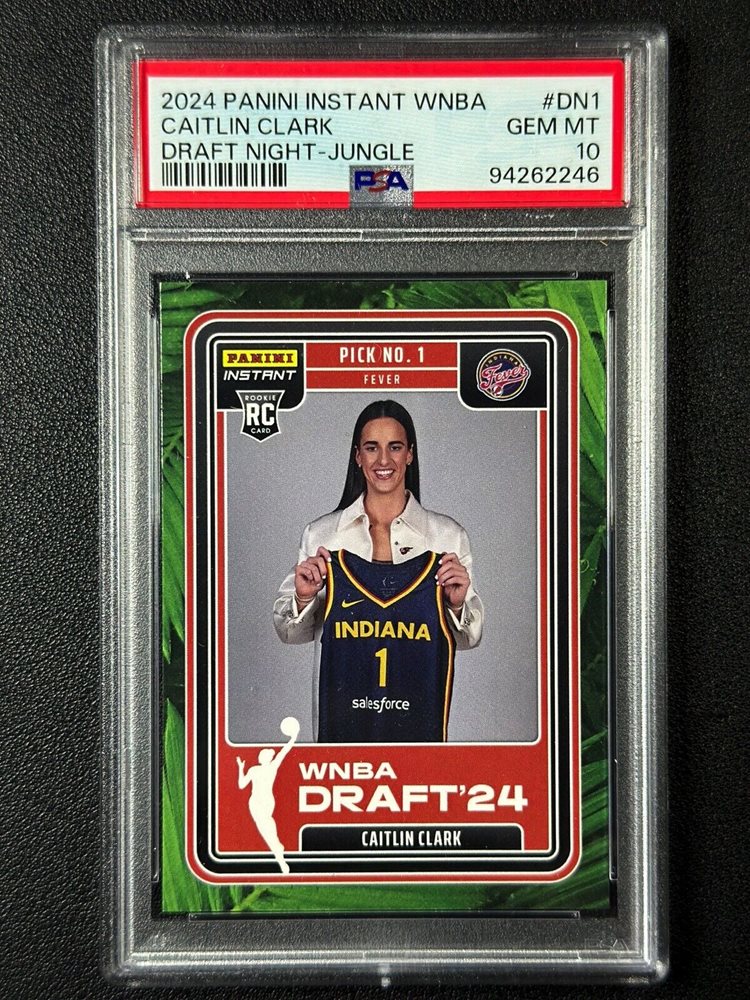 2024 PANINI INSTANT WNBA #DN1
CAITLIN CLARK GEM MT
DRAFT NIGHT-JUNGLE 10
PSA 94262246
PICK NO. 1
FEVER
PANINI
INSTANT
ROOKIE
RC
CARD
INDIANA
Fever
INDIANA
1
salesforce
WNBA
DRAFT'24
CAITLIN CLARK